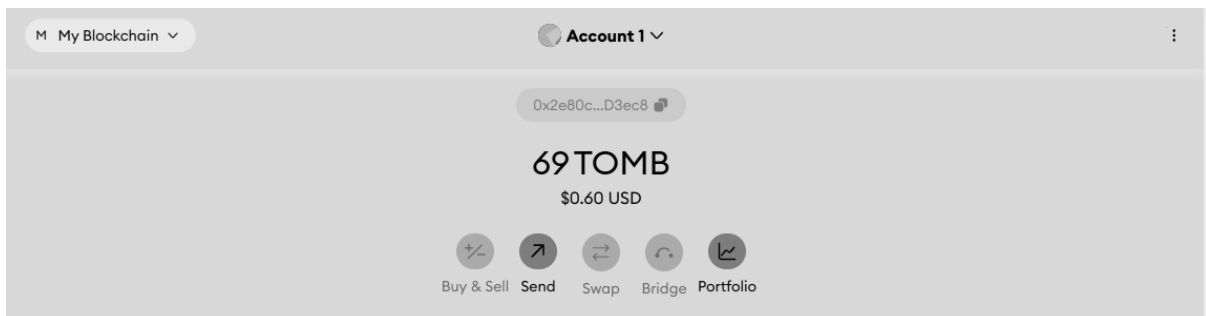 M My Blockchain
Account 1
0x2e80c...D3ec8
69 TOMB
$0.60 USD
Buy & Sell Send Swap Bridge Portfolio